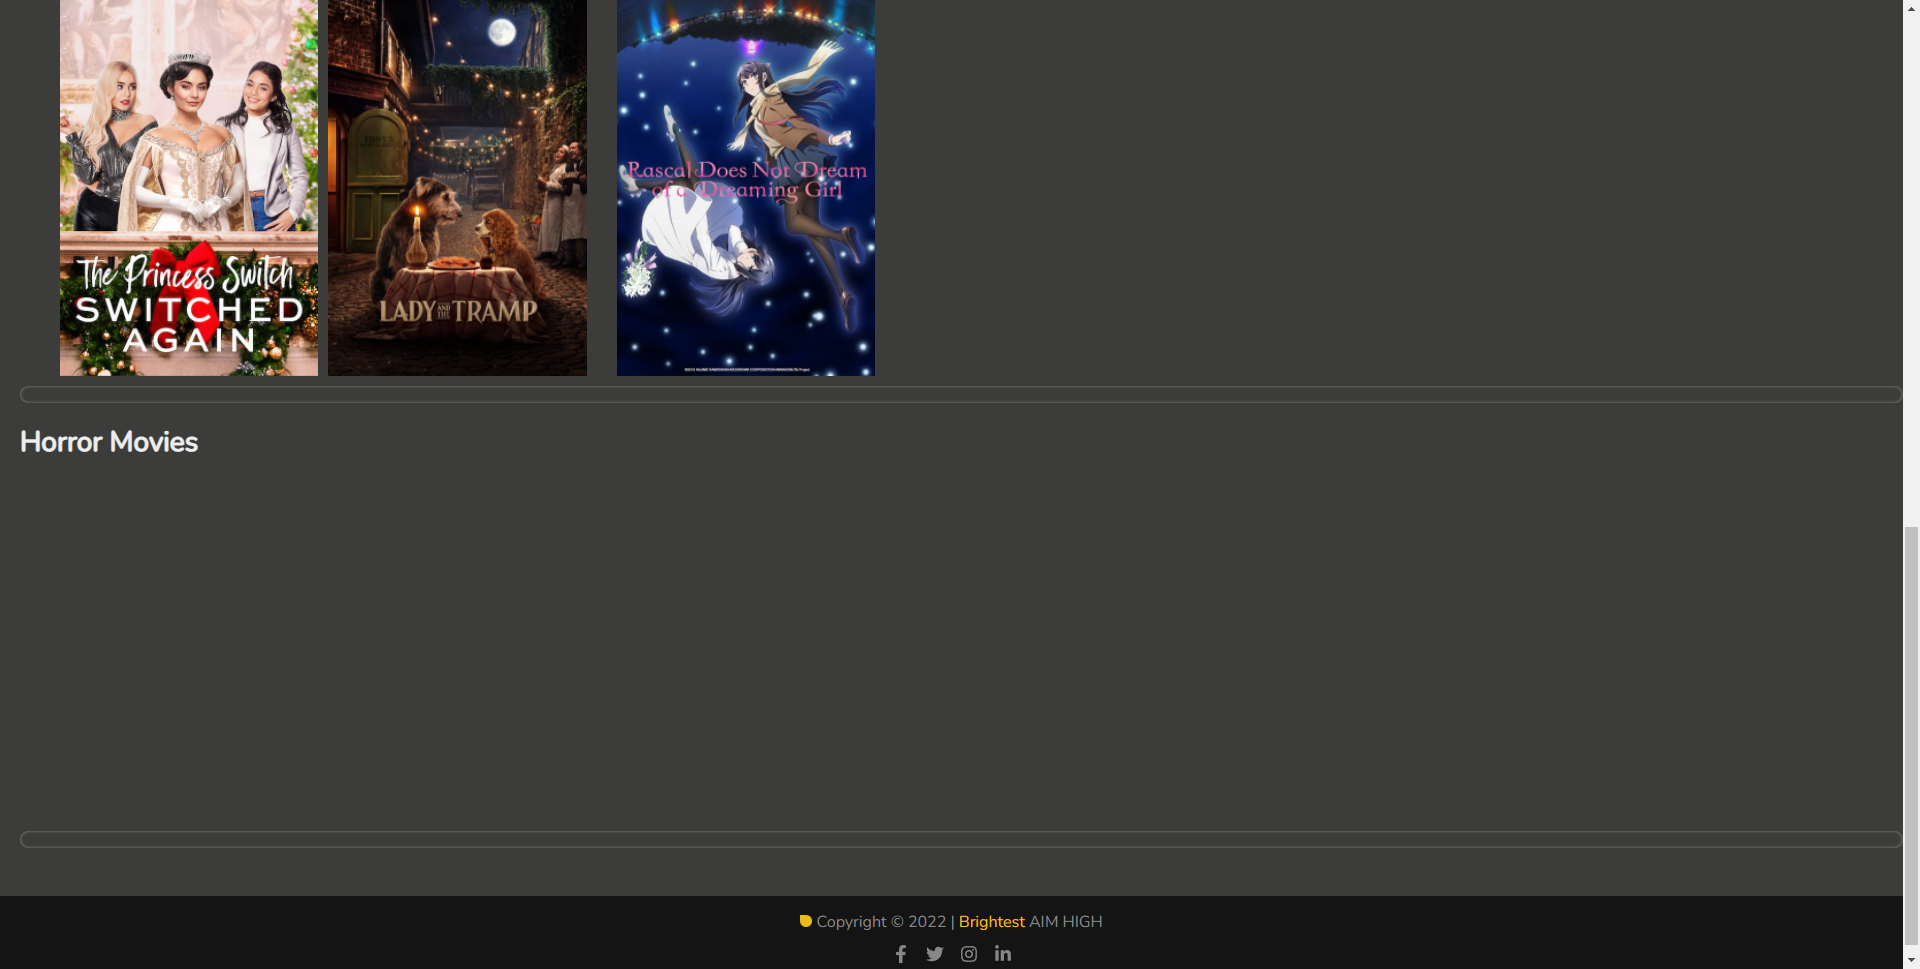 The Princess Switch
SWITCHED
AGAIN
LADY AND THE TRAMP
Rascal Does Not Dream
of a Dreaming Girl
Horror Movies
Copyright © 2022 | Brightest AIM HIGH